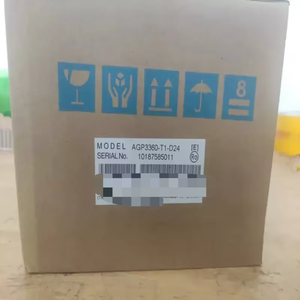 8
MODEL AGP3360-T1-D24
SERIAL No. 10187585011